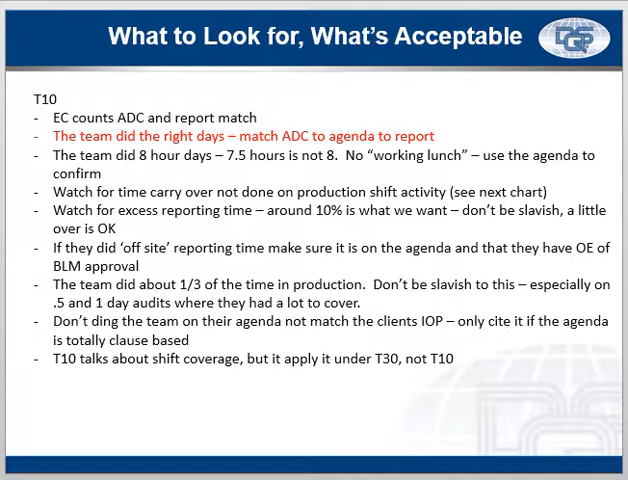 What to Look for, What's Acceptable
DQS
T10
- EC counts ADC and report match
- The team did the right days – match ADC to agenda to report
- The team did 8 hour days – 7.5 hours is not 8.  No "working lunch" – use the agenda to
confirm
- Watch for time carry over not done on production shift activity (see next chart)
- Watch for excess reporting time – around 10% is what we want – don't be slavish, a little
over is OK
- If they did 'off site' reporting time make sure it is on the agenda and that they have OE of
BLM approval
- The team did about 1/3 of the time in production.  Don't be slavish to this – especially on
.5 and 1 day audits where they had a lot to cover.
- Don't ding the team on their agenda not match the clients IOP – only cite it if the agenda
is totally clause based
- T10 talks about shift coverage, but it apply it under T30, not T10